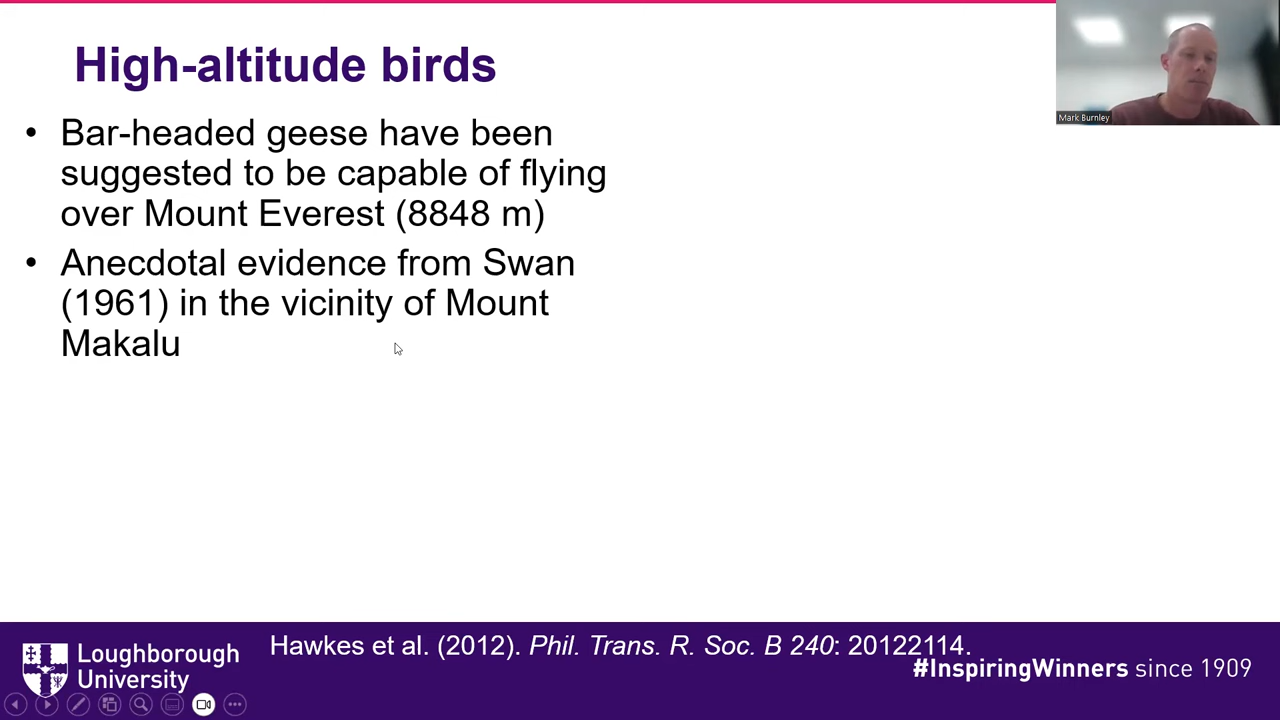 High-altitude birds
Mark Burnley
• Bar-headed geese have been
suggested to be capable of flying
over Mount Everest (8848 m)
• Anecdotal evidence from Swan
(1961) in the vicinity of Mount
Makalu
Hawkes et al. (2012). Phil. Trans. R. Soc. B 240: 20122114.
Loughborough
University
#InspiringWinners since 1909